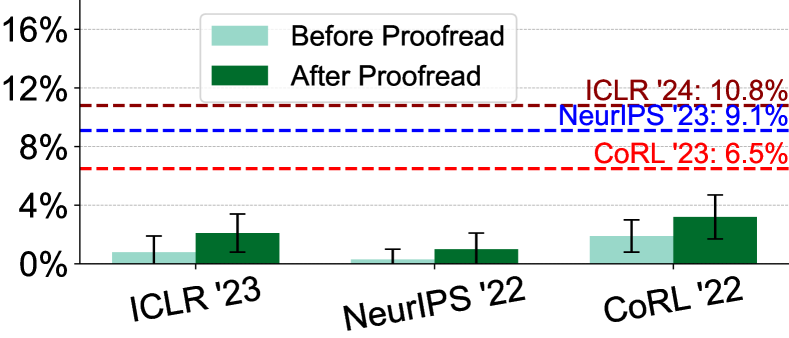 16%
12%
8%
4%
0%
Before Proofread
After Proofread
ICLR '24: 10.8%
NeurIPS '23: 9.1%
CoRL '23: 6.5%
ICLR '23
NeurIPS '22
CoRL '22